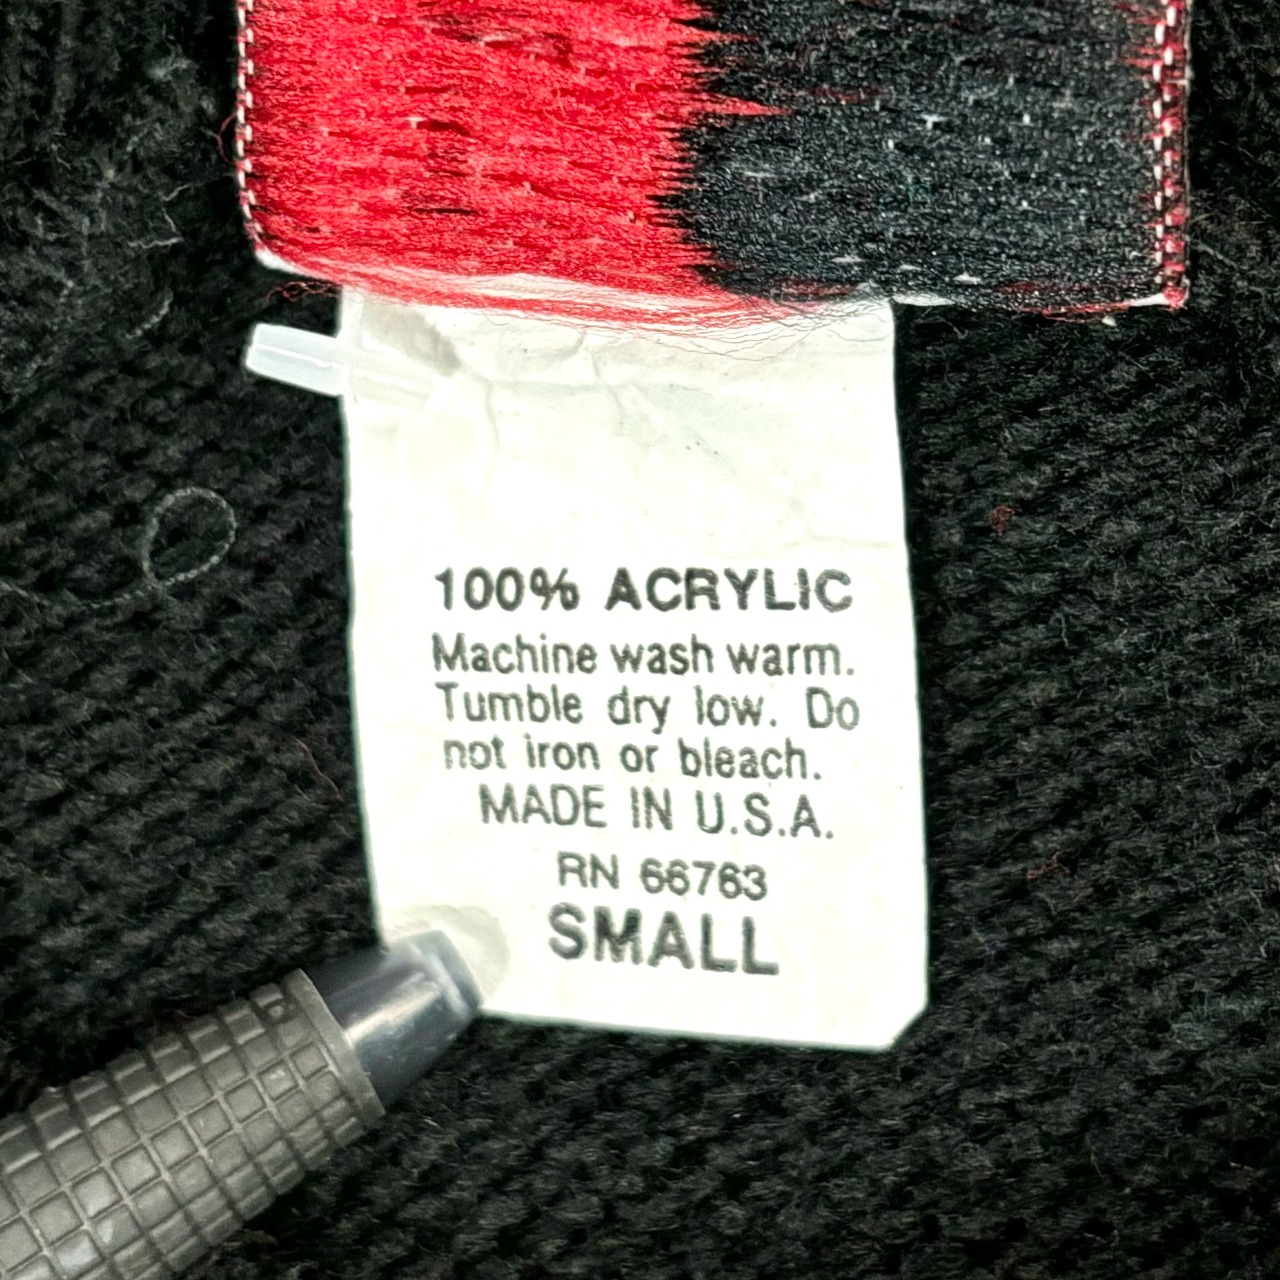 100% ACRYLIC
Machine wash warm.
Tumble dry low. Do
not iron or bleach.
MADE IN U.S.A.
RN 66763
SMALL